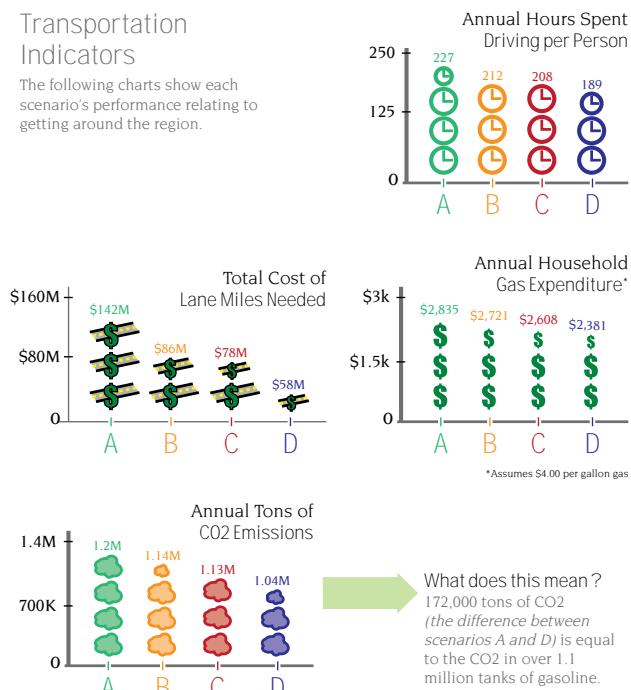 Transportation
Indicators
The following charts show each
scenario's performance relating to
getting around the region.
Annual Hours Spent
Driving per Person
250
125
0
227
212
208
189
A
B
C
D
Total Cost of
Lane Miles Needed
$160M
$80M
0
$142M
$86M
$78M
$58M
A
B
C
D
Annual Household
Gas Expenditure*
$3k
$1.5k
0
$2,835
$2,721
$2,608
$2,381
A
B
C
D
*Assumes $4.00 per gallon gas
Annual Tons of
CO2 Emissions
1.4M
700K
0
1.2M
1.14M
1.13M
1.04M
A
B
C
D
What does this mean?
172,000 tons of CO2
(the difference between
scenarios A and D) is equal
to the CO2 in over 1.1
million tanks of gasoline.